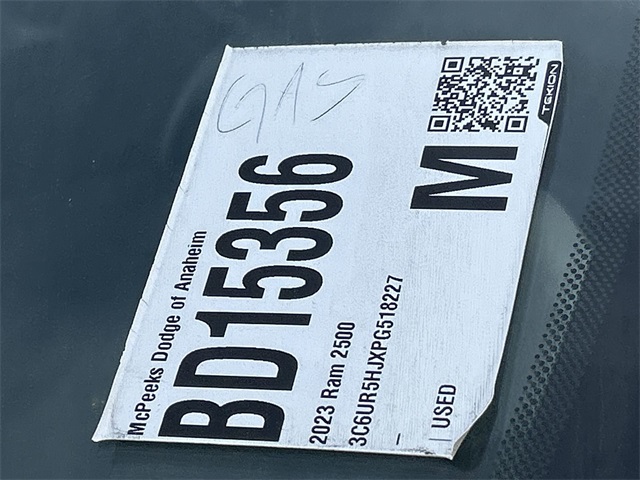 GAS
TEKION
M
McPeeks Dodge of Anaheim
BD15356
2023 Ram 2500
3C6UR5HJXPG518227
–
| USED